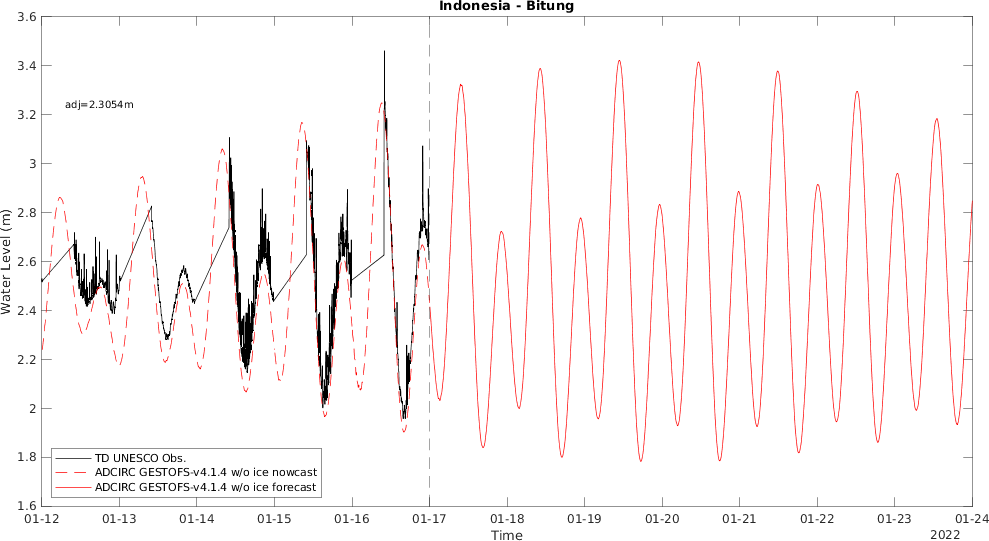 Indonesia - Bitung
3.6
3.4
3.2
3
2.8
2.6
2.4
2.2
2
1.8
1.6
Water Level (m)
adj=2.3054m
TD UNESCO Obs.
ADCIRC GESTOFS-v4.1.4 w/o ice nowcast
ADCIRC GESTOFS-v4.1.4 w/o ice forecast
01-12 01-13 01-14 01-15 01-16 01-17 01-18 01-19 01-20 01-21 01-22 01-23 01-24
Time
2022